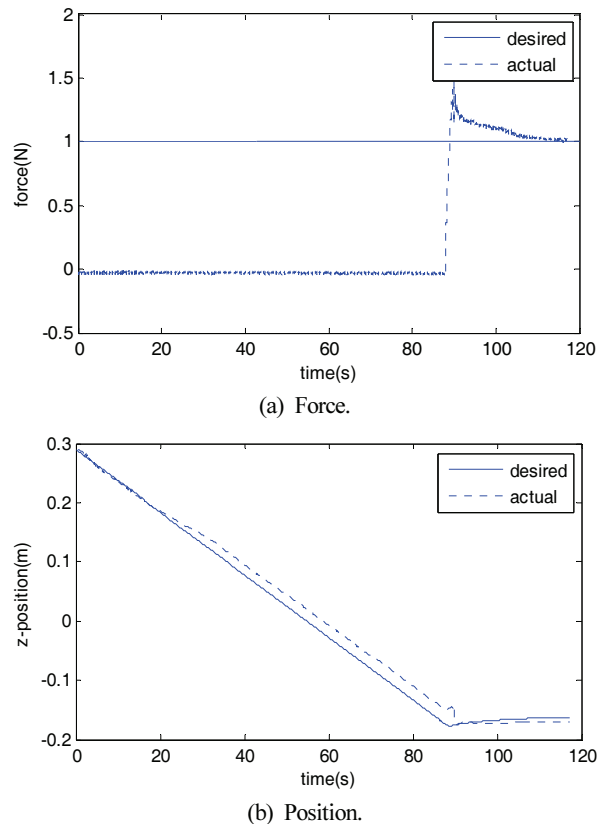 2
1.5
1
0.5
0
-0.5
force(N)
desired
actual
0 20 40 60 80 100 120
time(s)
(a) Force.
0.3
0.2
0.1
0
-0.1
-0.2
z-position(m)
desired
actual
0 20 40 60 80 100 120
time(s)
(b) Position.